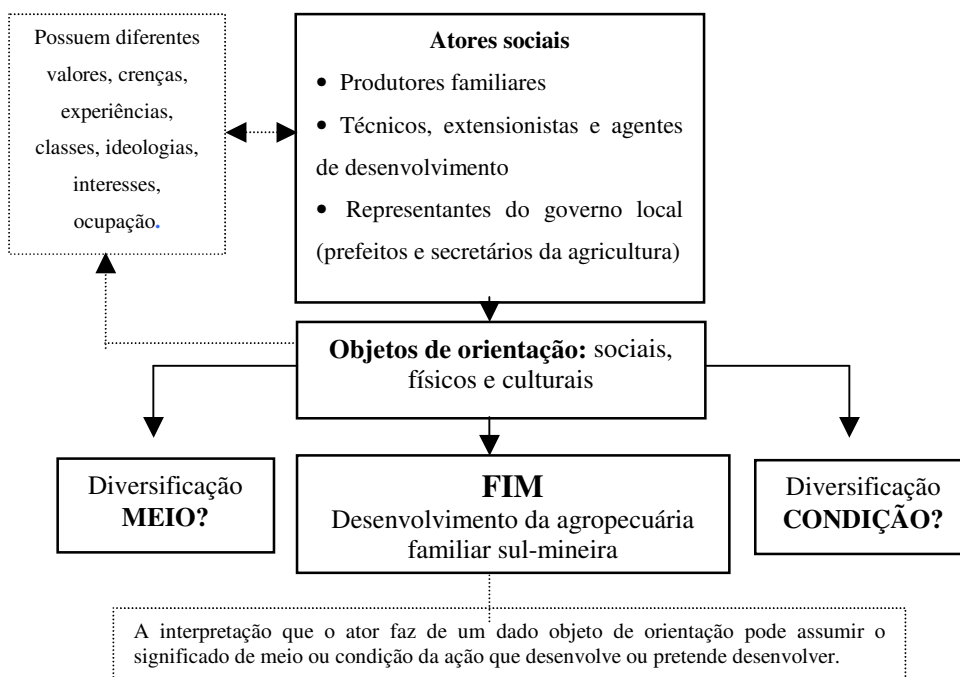 Possuem diferentes
valores, crenças,
experiências,
classes, ideologias,
interesses,
ocupação.
Atores sociais
• Produtores familiares
• Técnicos, extensionistas e agentes
de desenvolvimento
• Representantes do governo local
(prefeitos e secretários da agricultura)
Objetos de orientação: sociais,
físicos e culturais
Diversificação
MEIO?
FIM
Desenvolvimento da agropecuária
familiar sul-mineira
Diversificação
CONDIÇÃO?
A interpretação que o ator faz de um dado objeto de orientação pode assumir o
significado de meio ou condição da ação que desenvolve ou pretende desenvolver.